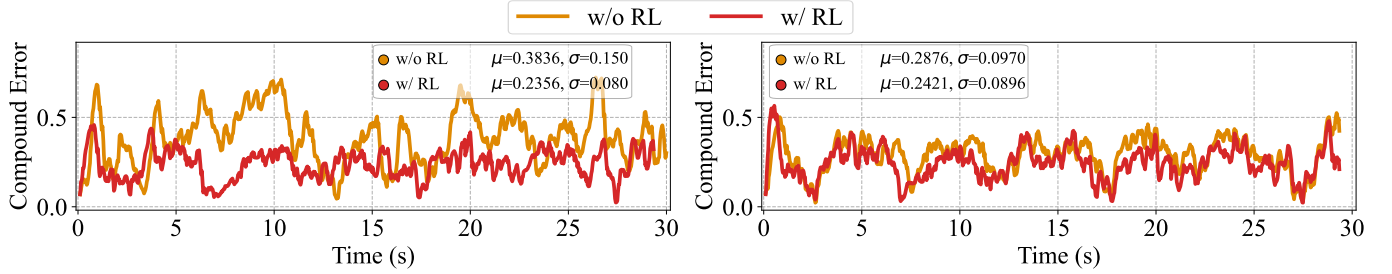 w/o RL w/ RL
Compound Error
0.5
0.0
w/o RL μ=0.3836, σ=0.150
w/ RL μ=0.2356, σ=0.080
0 5 10 15 20 25 30
Time (s)
Compound Error
0.5
0.0
w/o RL μ=0.2876, σ=0.0970
w/ RL μ=0.2421, σ=0.0896
0 5 10 15 20 25 30
Time (s)